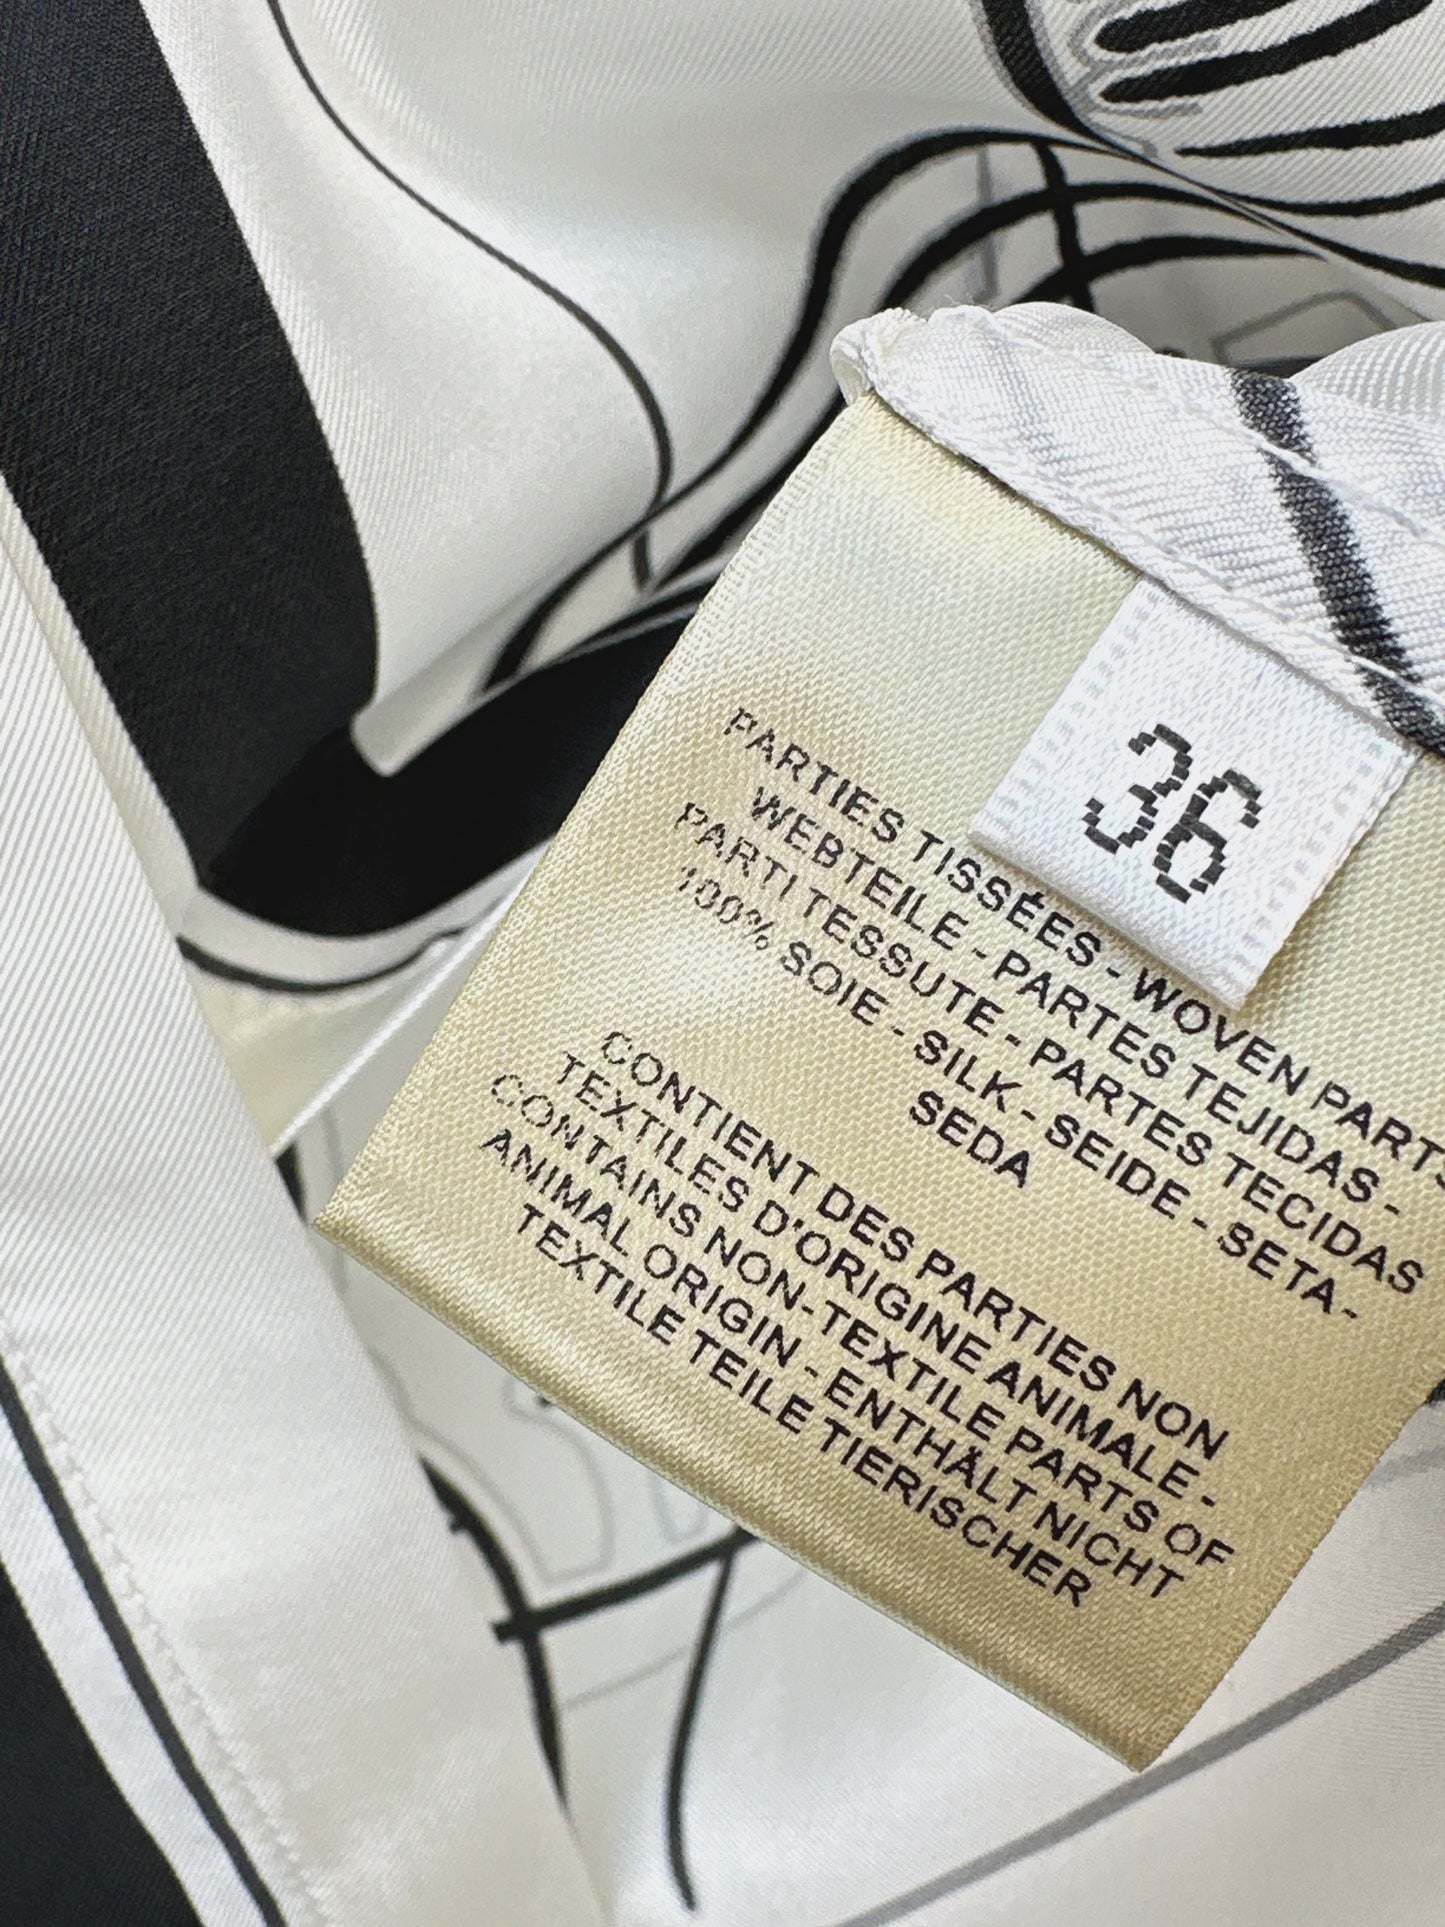 36
PARTIES TISSÉES - WOVEN PARTS
WEBTEILE - PARTES TEJIDAS -
PARTI TESSUTE - PARTES TECIDAS
100% SOIE - SILK - SEIDE - SETA -
SEDA
CONTIENT DES PARTIES NON
TEXTILES D'ORIGINE ANIMALE -
CONTAINS NON-TEXTILE PARTS OF
ANIMAL ORIGIN - ENTHÄLT NICHT
TEXTILE TEILE TIERISCHER